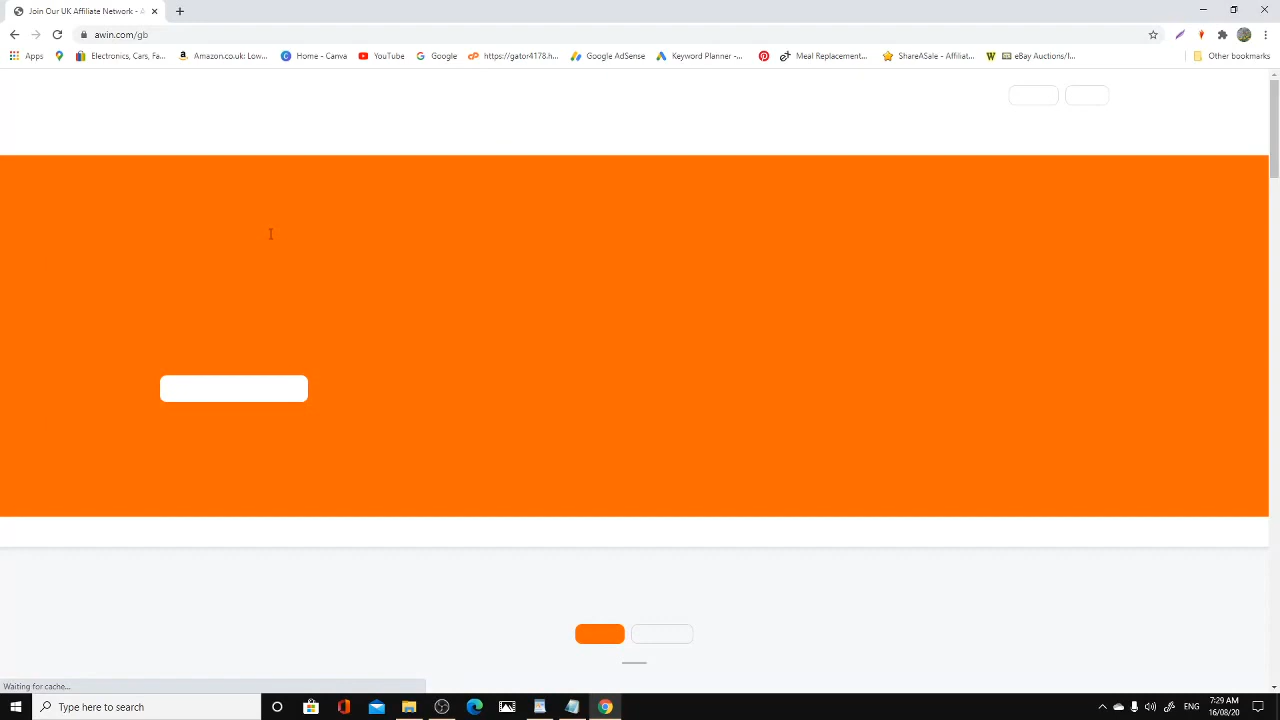 Join Our UK Affiliate Network - A
awin.com/gb
Apps
Electronics, Cars, Fa...
Amazon.co.uk: Low...
Home - Canva
YouTube
Google
https://gator4178.h...
Google AdSense
Keyword Planner -...
Meal Replacement...
ShareASale - Affiliat...
eBay Auctions/l...
Other bookmarks
Waiting for cache...
Type here to search
ENG
7:29 AM
16/08/20